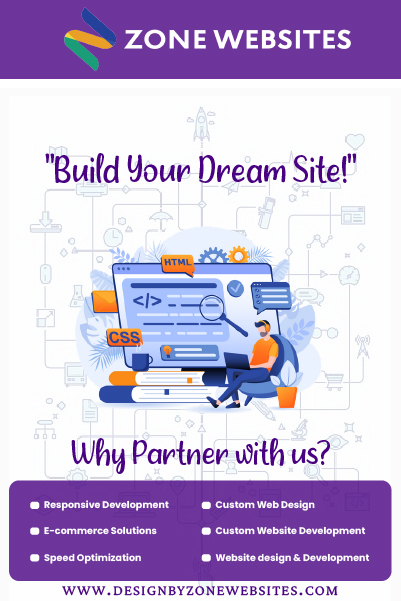 ZONE WEBSITES
"Build Your Dream Site!"
HTML
</>
CSS
Why Partner with us?
Responsive Development
Custom Web Design
E-commerce Solutions
Custom Website Development
Speed Optimization
Website design & Development
WWW.DESIGNBYZONEWEBSITES.COM